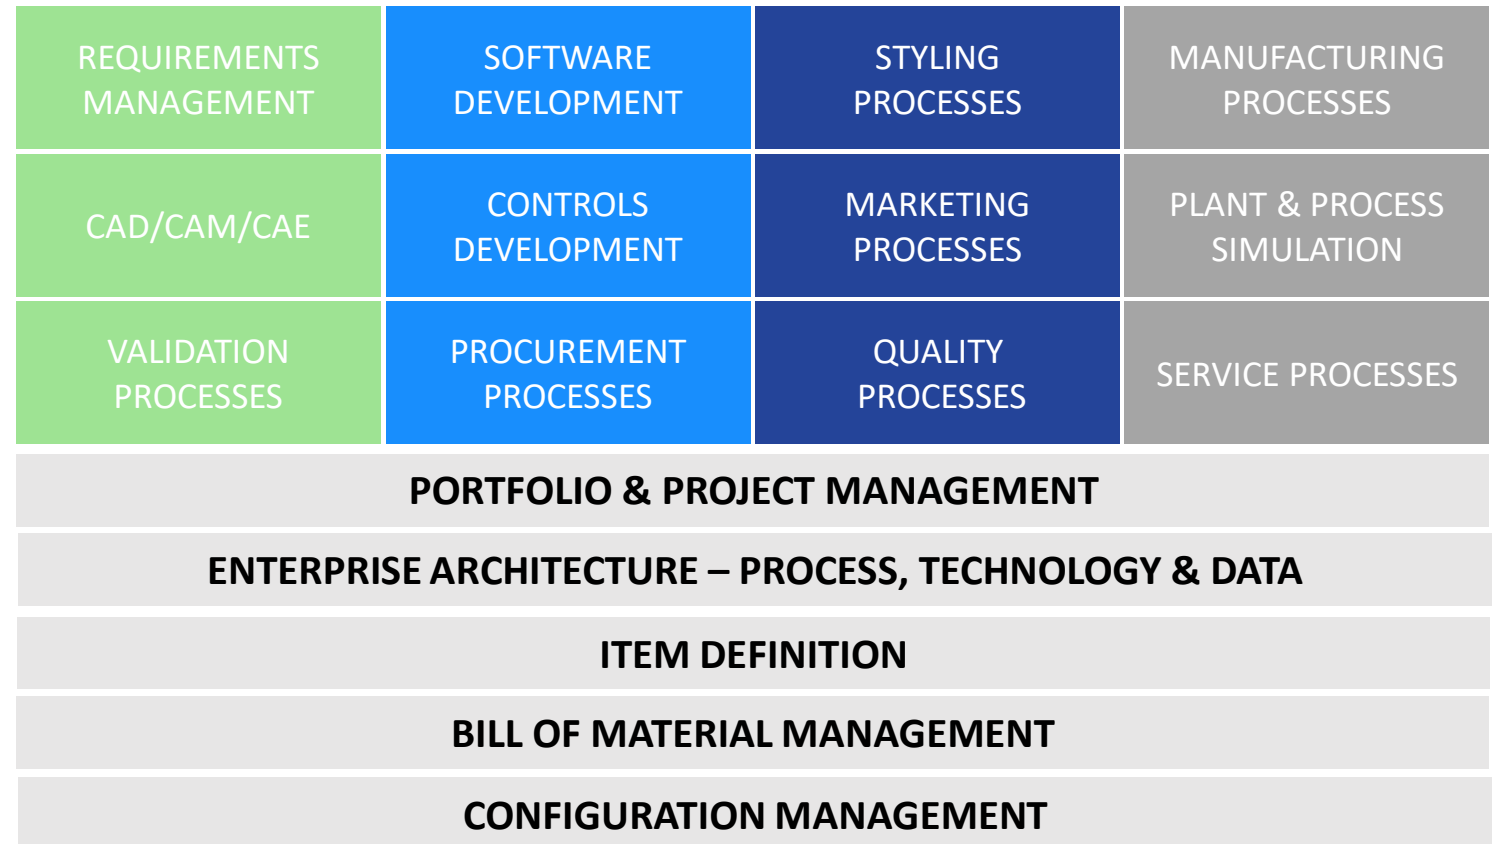 REQUIREMENTS
MANAGEMENT
SOFTWARE
DEVELOPMENT
STYLING
PROCESSES
MANUFACTURING
PROCESSES
CAD/CAM/CAE
CONTROLS
DEVELOPMENT
MARKETING
PROCESSES
PLANT & PROCESS
SIMULATION
VALIDATION
PROCESSES
PROCUREMENT
PROCESSES
QUALITY
PROCESSES
SERVICE PROCESSES
PORTFOLIO & PROJECT MANAGEMENT
ENTERPRISE ARCHITECTURE – PROCESS, TECHNOLOGY & DATA
ITEM DEFINITION
BILL OF MATERIAL MANAGEMENT
CONFIGURATION MANAGEMENT